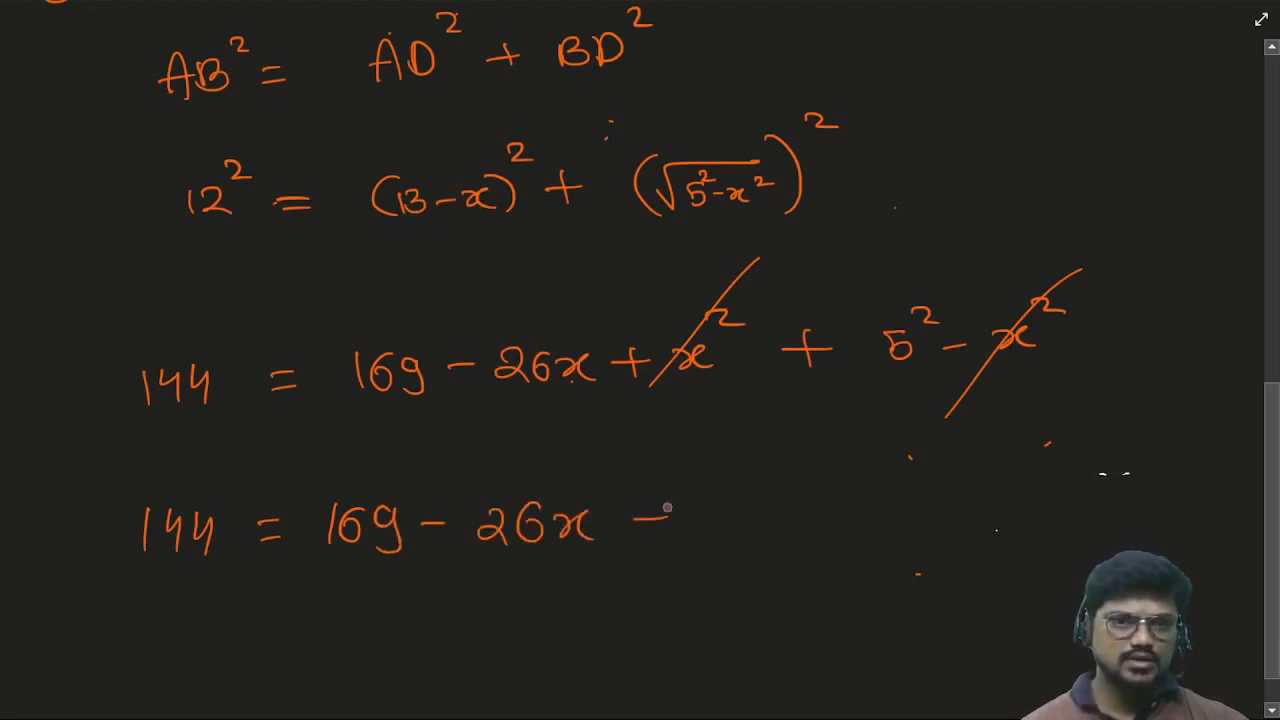 AB² = AD² + BD²
12² = (13 - x)² + (√5² - x²)²
144 = 169 - 26x + x² + 5² - x²
144 = 169 - 26x -